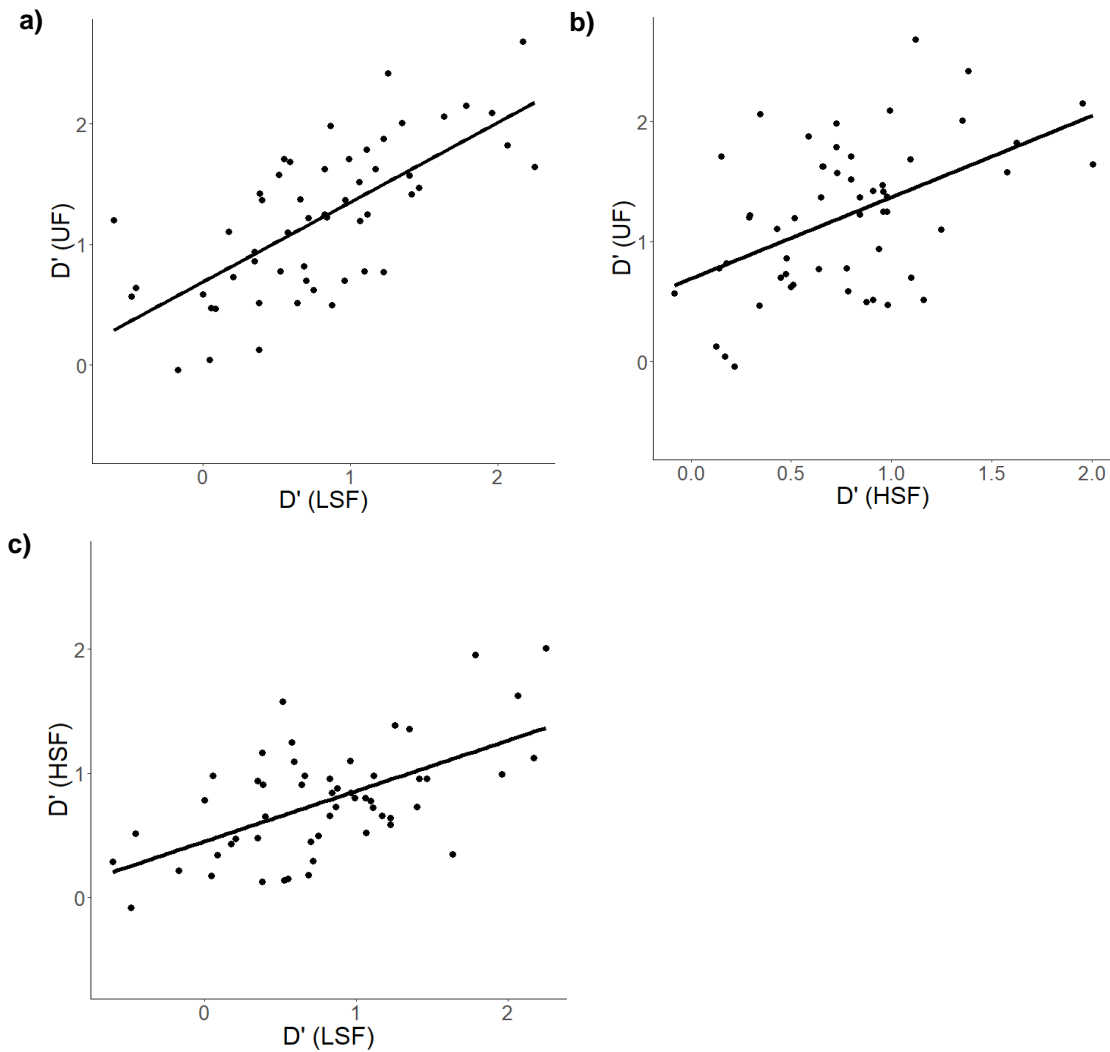 a)
2
1
0
D' (UF)
0 1 2
D' (LSF)
b)
2
1
0
D' (UF)
0.0 0.5 1.0 1.5 2.0
D' (HSF)
c)
2
1
0
D' (HSF)
0 1 2
D' (LSF)